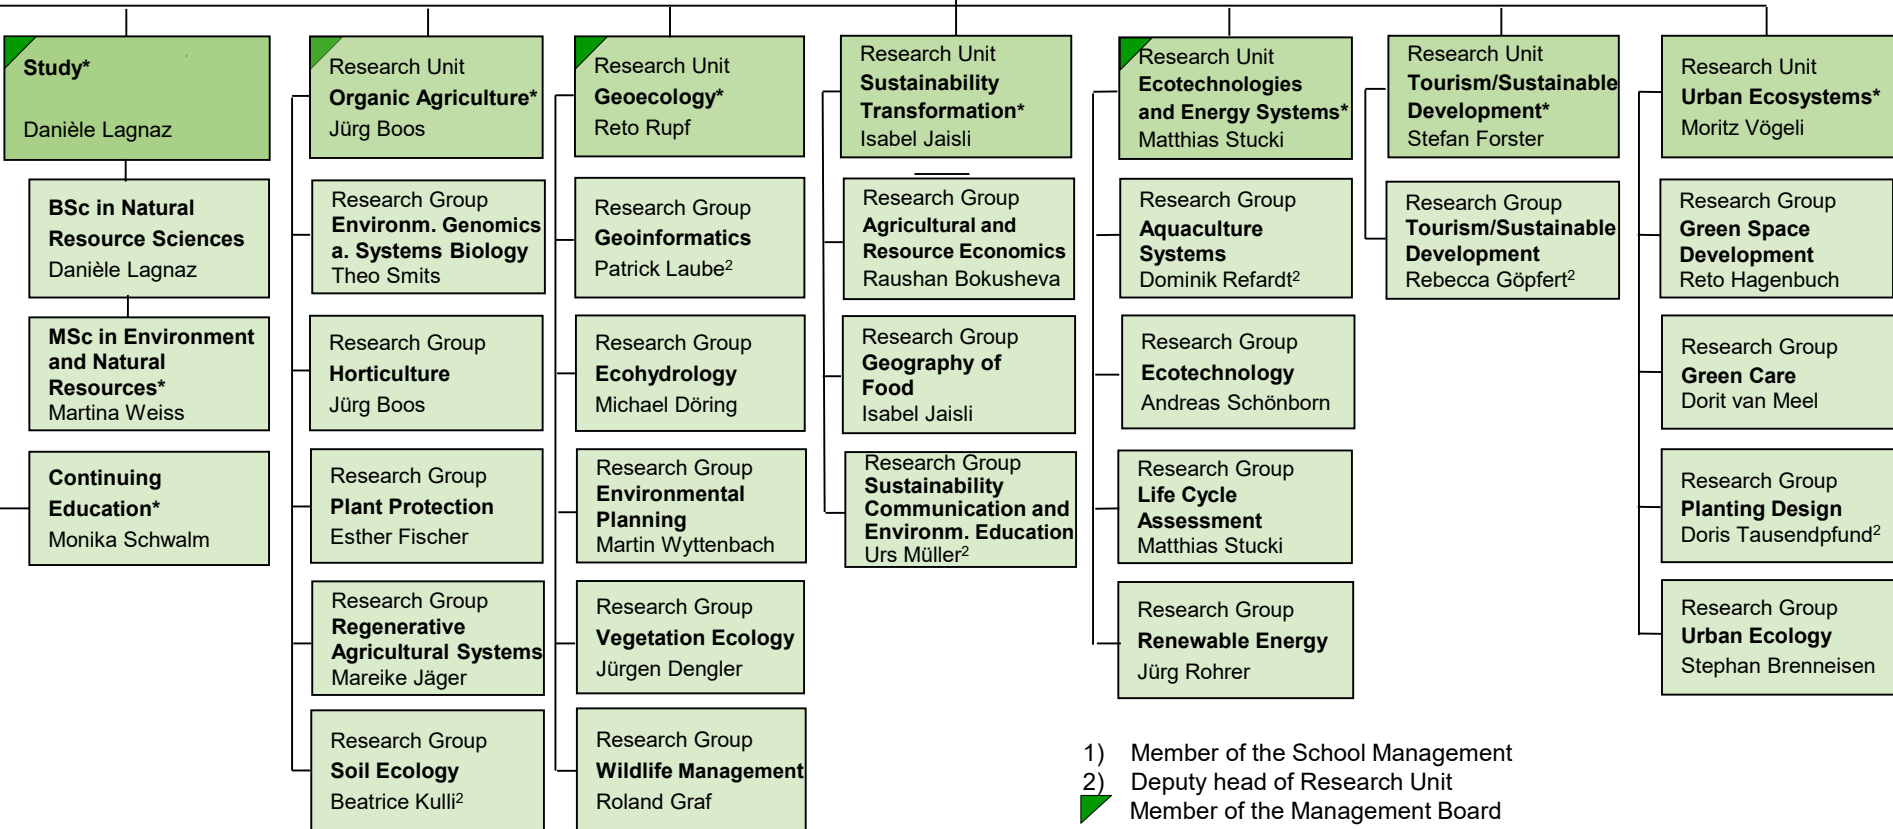 Study*
Danièle Lagnaz
BSc in Natural
Resource Sciences
Danièle Lagnaz
MSc in Environment
and Natural
Resources*
Martina Weiss
Continuing
Education*
Monika Schwalm
Research Unit
Organic Agriculture*
Jürg Boos
Research Group
Environm. Genomics
a. Systems Biology
Theo Smits
Research Group
Horticulture
Jürg Boos
Research Group
Plant Protection
Esther Fischer
Research Group
Regenerative
Agricultural Systems
Mareike Jäger
Research Group
Soil Ecology
Beatrice Kulli²
Research Unit
Geoecology*
Reto Rupf
Research Group
Geoinformatics
Patrick Laube²
Research Group
Ecohydrology
Michael Döring
Research Group
Environmental
Planning
Martin Wyttenbach
Research Group
Vegetation Ecology
Jürgen Dengler
Research Group
Wildlife Management
Roland Graf
Research Unit
Sustainability
Transformation*
Isabel Jaisli
Research Group
Agricultural and
Resource Economics
Raushan Bokusheva
Research Group
Geography of
Food
Isabel Jaisli
Research Group
Sustainability
Communication and
Environm. Education
Urs Müller²
Research Unit
Ecotechnologies
and Energy Systems*
Matthias Stucki
Research Group
Aquaculture
Systems
Dominik Refardt²
Research Group
Ecotechnology
Andreas Schönborn
Research Group
Life Cycle
Assessment
Matthias Stucki
Research Group
Renewable Energy
Jürg Rohrer
Research Unit
Tourism/Sustainable
Development*
Stefan Forster
Research Group
Tourism/Sustainable
Development
Rebecca Göpfert²
Research Unit
Urban Ecosystems*
Moritz Vögeli
Research Group
Green Space
Development
Reto Hagenbuch
Research Group
Green Care
Dorit van Meel
Research Group
Planting Design
Doris Tausendpfund²
Research Group
Urban Ecology
Stephan Brenneisen
1) Member of the School Management
2) Deputy head of Research Unit
Member of the Management Board